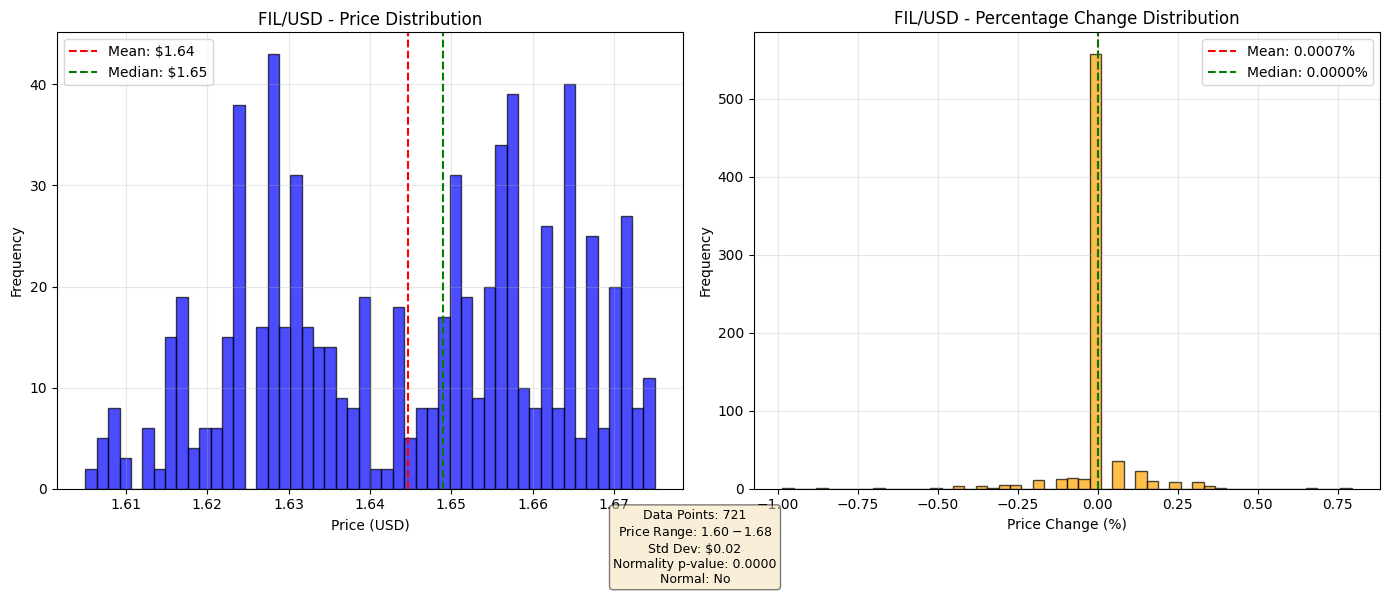 FIL/USD - Price Distribution
Mean: $1.64
Median: $1.65
Frequency
40
30
20
10
0
1.61 1.62 1.63 1.64 1.65 1.66 1.67
Price (USD)
FIL/USD - Percentage Change Distribution
Mean: 0.0007%
Median: 0.0000%
Frequency
500
400
300
200
100
0
−1.00 −0.75 −0.50 −0.25 0.00 0.25 0.50 0.75
Price Change (%)
Data Points: 721
Price Range: 1.60 − 1.68
Std Dev: $0.02
Normality p-value: 0.0000
Normal: No